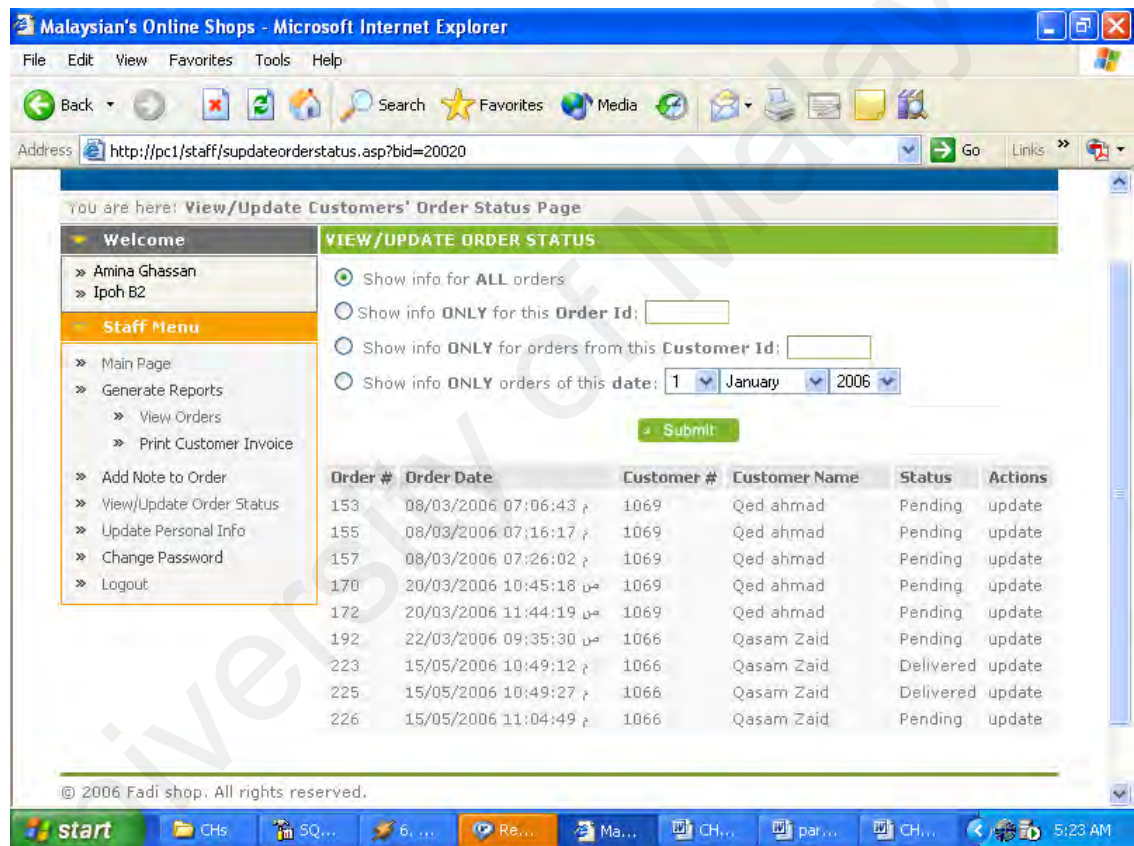 Malaysian's Online Shops - Microsoft Internet Explorer
File Edit View Favorites Tools Help
Back Search Favorites Media
Address http://pc1/staff/supdateorderstatus.asp?bid=20020 Go Links »
You are here: View/Update Customers' Order Status Page
Welcome
» Amina Ghassan
» Ipoh B2
Staff Menu
» Main Page
» Generate Reports
» View Orders
» Print Customer Invoice
» Add Note to Order
» View/Update Order Status
» Update Personal Info
» Change Password
» Logout
VIEW/UPDATE ORDER STATUS
Show info for ALL orders
Show info ONLY for this Order Id:
Show info ONLY for orders from this Customer Id:
Show info ONLY orders of this date: 1 January 2006
Submit
Order # Order Date Customer # Customer Name Status Actions
153 08/03/2006 07:06:43 م 1069 Qed ahmad Pending update
155 08/03/2006 07:16:17 م 1069 Qed ahmad Pending update
157 08/03/2006 07:26:02 م 1069 Qed ahmad Pending update
170 20/03/2006 10:45:18 ص 1069 Qed ahmad Pending update
172 20/03/2006 11:44:19 ص 1069 Qed ahmad Pending update
192 22/03/2006 09:35:30 ص 1066 Qasam Zaid Pending update
223 15/05/2006 10:49:12 م 1066 Qasam Zaid Delivered update
225 15/05/2006 10:49:27 م 1066 Qasam Zaid Delivered update
226 15/05/2006 11:04:49 م 1066 Qasam Zaid Pending update
© 2006 Fadi shop. All rights reserved.
start CHs SQ... 6, ... Re... Ma... CH... par... CH... 5:23 AM
University of Malay